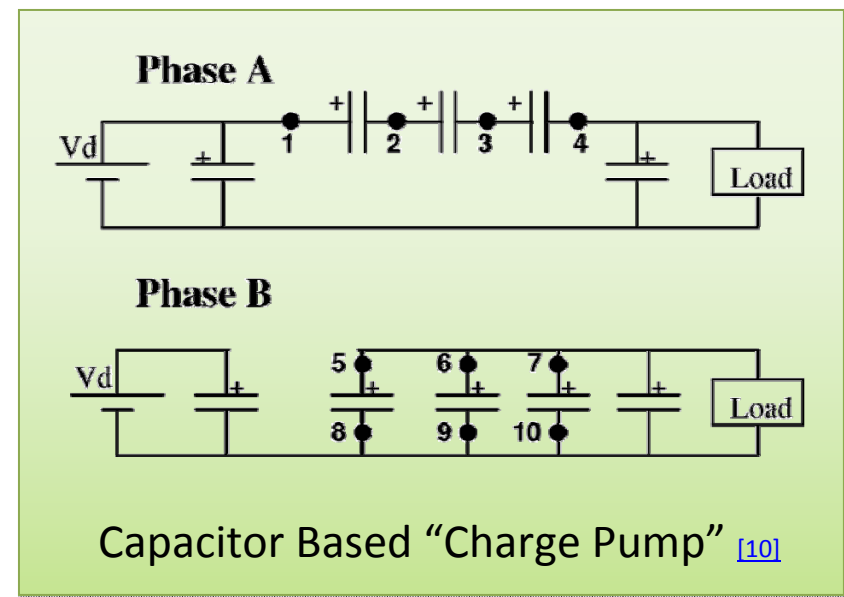 Phase A
+ + +
Vd + 1 2 3 4 + Load
Phase B
5 6 7
Vd + + + + + Load
8 9 10
Capacitor Based “Charge Pump” [10]